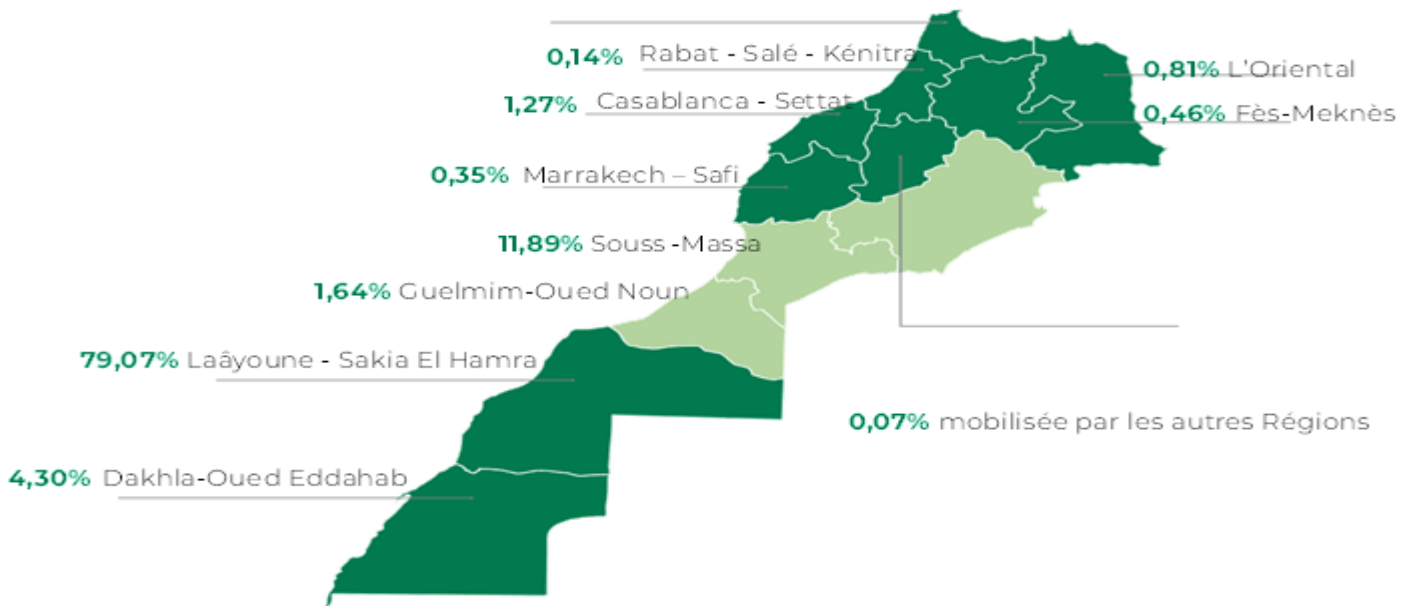 0,14% Rabat - Salé - Kénitra
0,81% L'Oriental
1,27% Casablanca - Settat
0,46% Fès-Meknès
0,35% Marrakech – Safi
11,89% Souss -Massa
1,64% Guelmim-Oued Noun
79,07% Laâyoune - Sakia El Hamra
0,07% mobilisée par les autres Régions
4,30% Dakhla-Oued Eddahab